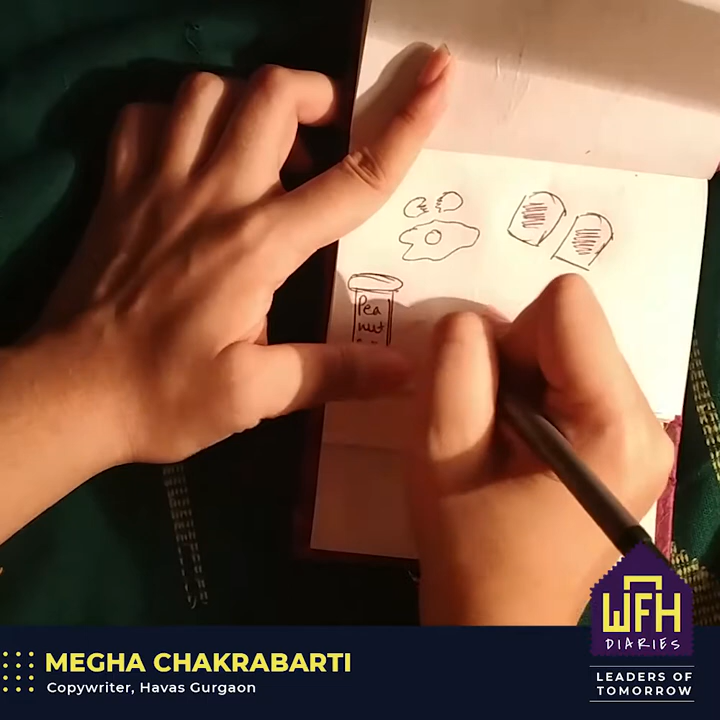 Pea
nut
MEGHA CHAKRABARTI
Copywriter, Havas Gurgaon
WFH
DIARIES
LEADERS OF
TOMORROW